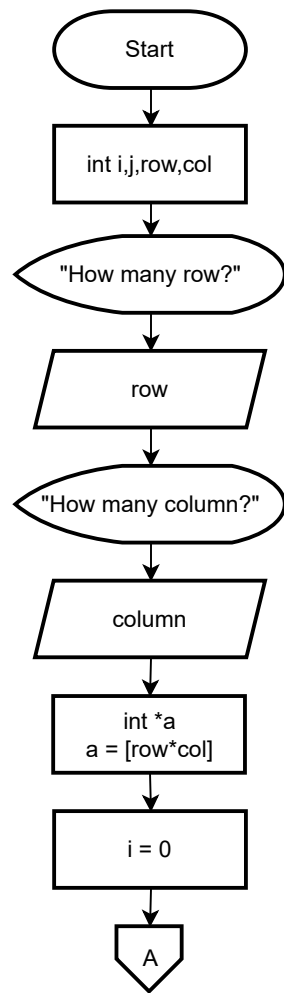 Start
int i,j,row,col
"How many row?"
row
"How many column?"
column
int *a
a = [row*col]
i = 0
A